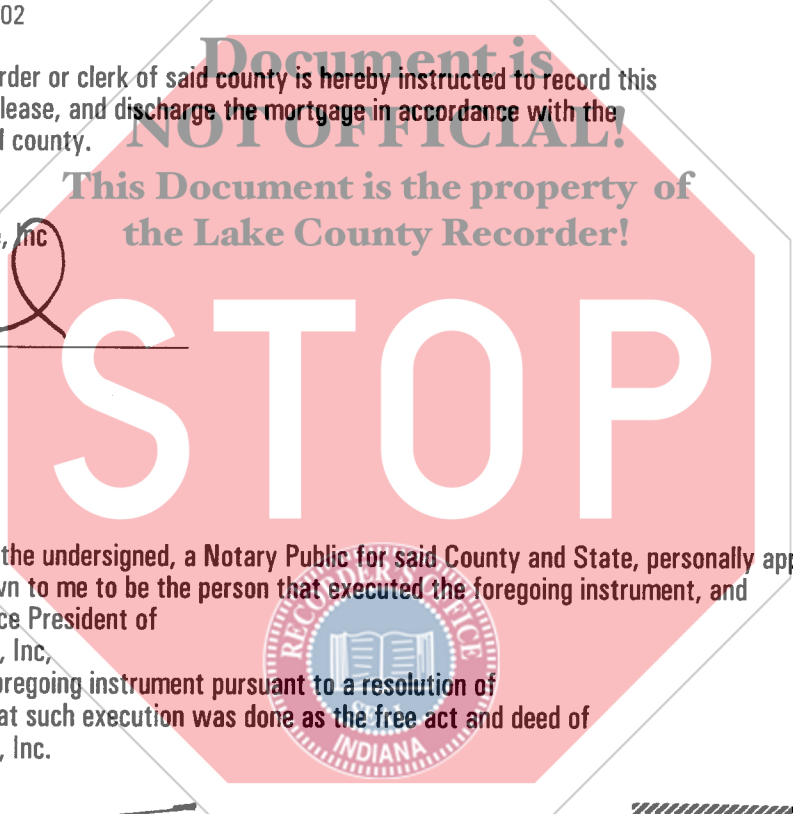 02
Document is
rder or clerk of said county is hereby instructed to record this
lease, and discharge the mortgage in accordance with the
NOT OFFICIAL!
l county.
This Document is the property of
, Inc
the Lake County Recorder!
STOP
the undersigned, a Notary Public for said County and State, personally app
vn to me to be the person that executed the foregoing instrument, and
ce President of
, Inc,
oregoing instrument pursuant to a resolution of
at such execution was done as the free act and deed of
, Inc.
RECORDER'S OFFICE
SEAL
INDIANA